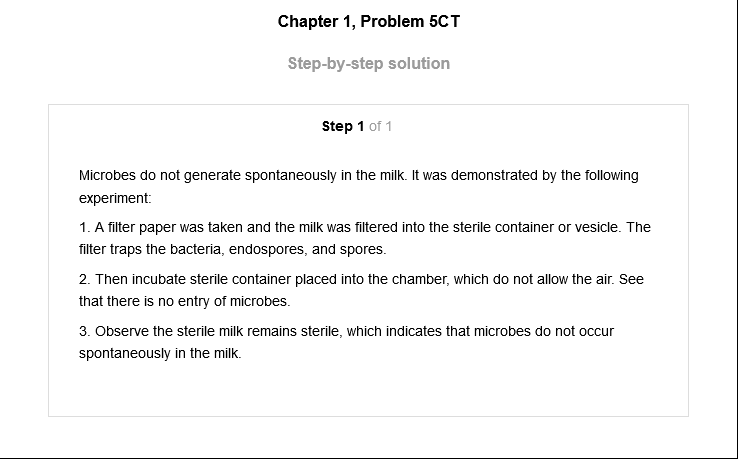 Chapter 1, Problem 5CT
Step-by-step solution
Step 1 of 1
Microbes do not generate spontaneously in the milk. It was demonstrated by the following
experiment:
1. A filter paper was taken and the milk was filtered into the sterile container or vesicle. The
filter traps the bacteria, endospores, and spores.
2. Then incubate sterile container placed into the chamber, which do not allow the air. See
that there is no entry of microbes.
3. Observe the sterile milk remains sterile, which indicates that microbes do not occur
spontaneously in the milk.